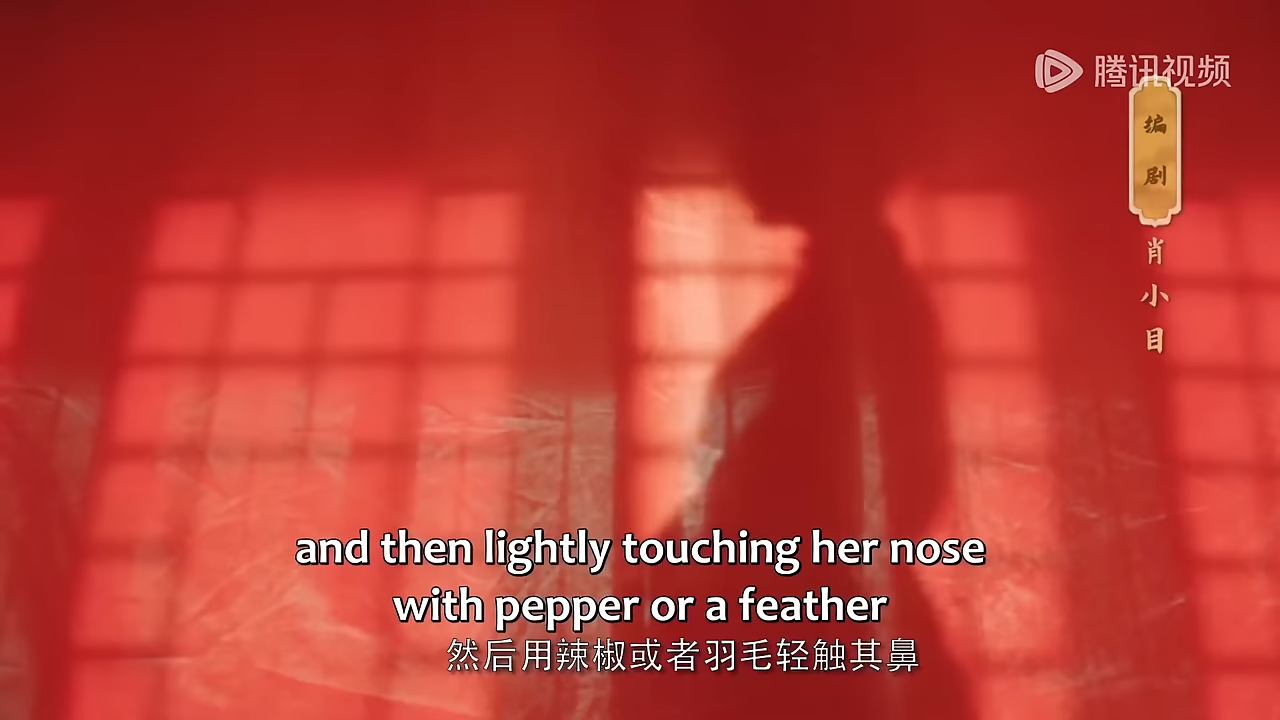 腾讯视频
编剧
肖小目
and then lightly touching her nose
with pepper or a feather
然后用辣椒或者羽毛轻触其鼻